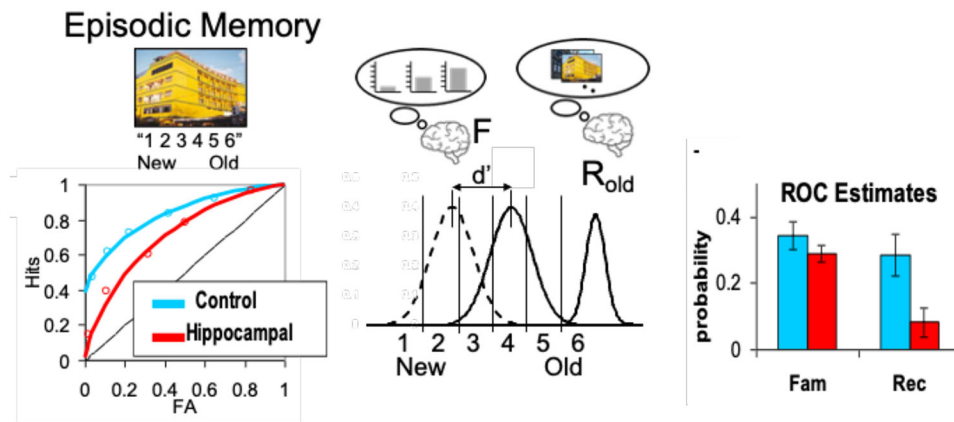 Episodic Memory
"1 2 3 4 5 6"
New Old
1
0.8
0.6
0.4
0.2
0
Hits
0 0.2 0.4 0.6 0.8 1
FA
Control
Hippocampal
F
d'
R_old
1 2 3 4 5 6
New Old
ROC Estimates
0.4
0.2
0
probability
Fam Rec